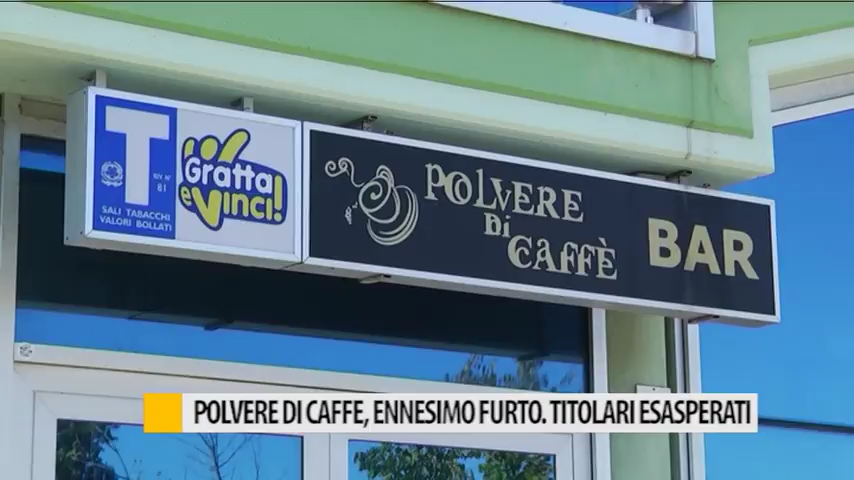 T
RIV N°
81
SALI TABACCHI
VALORI BOLLATI
Gratta
e Vinci!
POLVERE
DI
CAFFÈ
BAR
POLVERE DI CAFFE, ENNESIMO FURTO. TITOLARI ESASPERATI